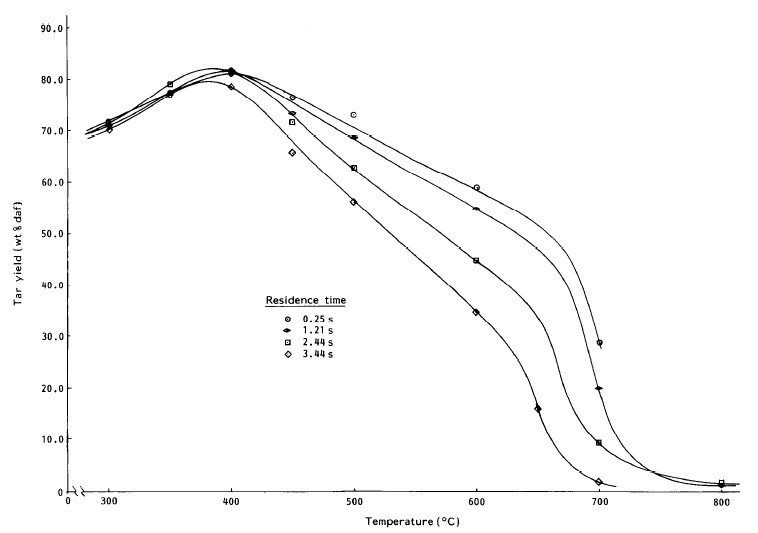 90.0
80.0
70.0
60.0
50.0
40.0
30.0
20.0
10.0
0
Tar yield (wt % daf)
Residence time
0.25 s
1.21 s
2.44 s
3.44 s
0 300 400 500 600 700 800
Temperature (°C)